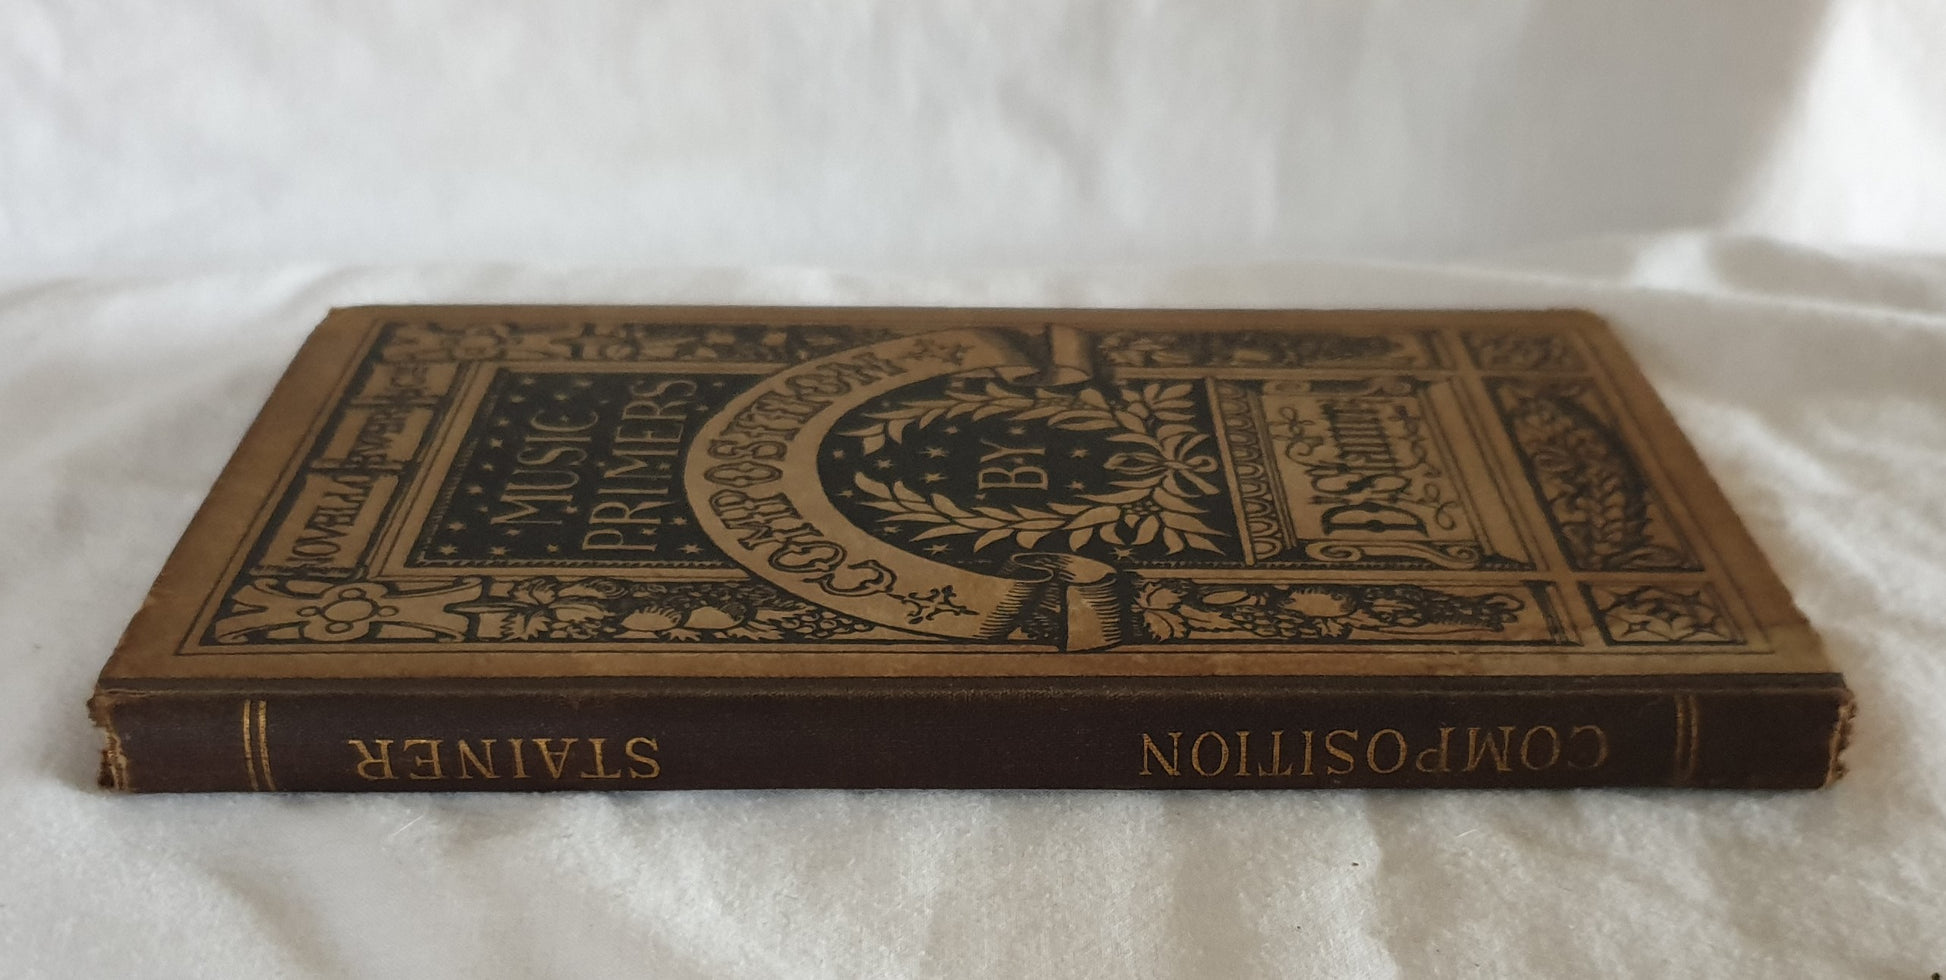 NOVELLO, EWER & CO'S
MUSIC
PRIMERS
COMPOSITION
BY
DR Stainer
COMPOSITION
STAINER